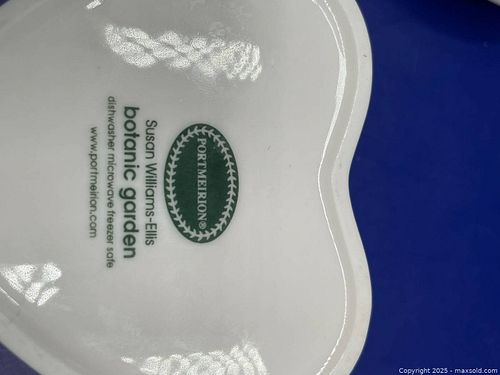 PORTMEIRION®
Susan Williams-Ellis
botanic garden
dishwasher microwave freezer safe
www.portmeirion.com
Copyright 2025 - maxsold.com